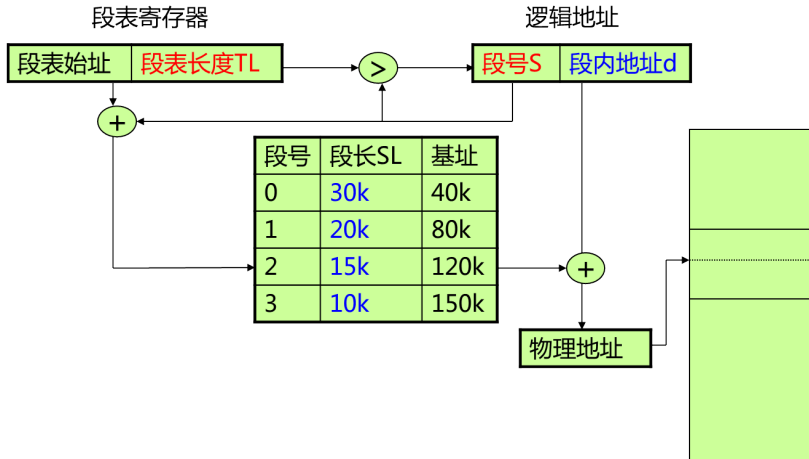 段表寄存器 逻辑地址
段表始址 段表长度TL > 段号S 段内地址d
+
段号 段长SL 基址
0 30k 40k
1 20k 80k
2 15k 120k +
3 10k 150k
物理地址